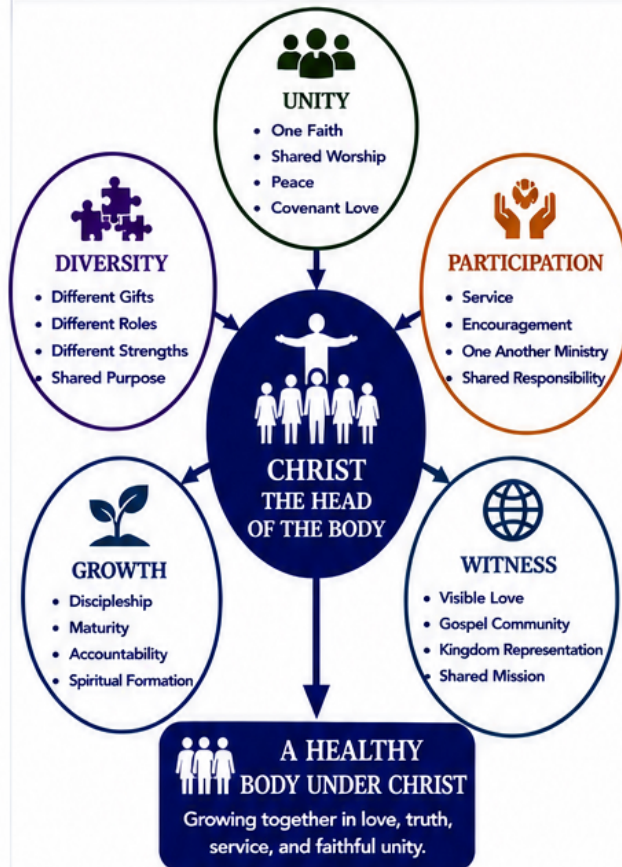 UNITY
• One Faith
• Shared Worship
• Peace
• Covenant Love
DIVERSITY
• Different Gifts
• Different Roles
• Different Strengths
• Shared Purpose
PARTICIPATION
• Service
• Encouragement
• One Another Ministry
• Shared Responsibility
CHRIST
THE HEAD
OF THE BODY
GROWTH
• Discipleship
• Maturity
• Accountability
• Spiritual Formation
WITNESS
• Visible Love
• Gospel Community
• Kingdom Representation
• Shared Mission
A HEALTHY
BODY UNDER CHRIST
Growing together in love, truth,
service, and faithful unity.